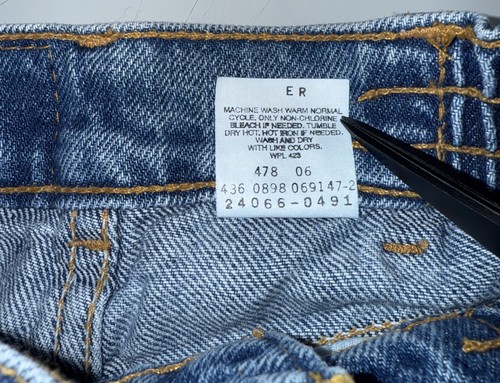 ER
MACHINE WASH WARM NORMAL
CYCLE. ONLY NON-CHLORINE
BLEACH IF NEEDED. TUMBLE
DRY HOT. HOT IRON IF NEEDED.
WASH AND DRY
WITH LIKE COLORS.
WPL 423
478 06
436 0898 069147-2
24066-0491